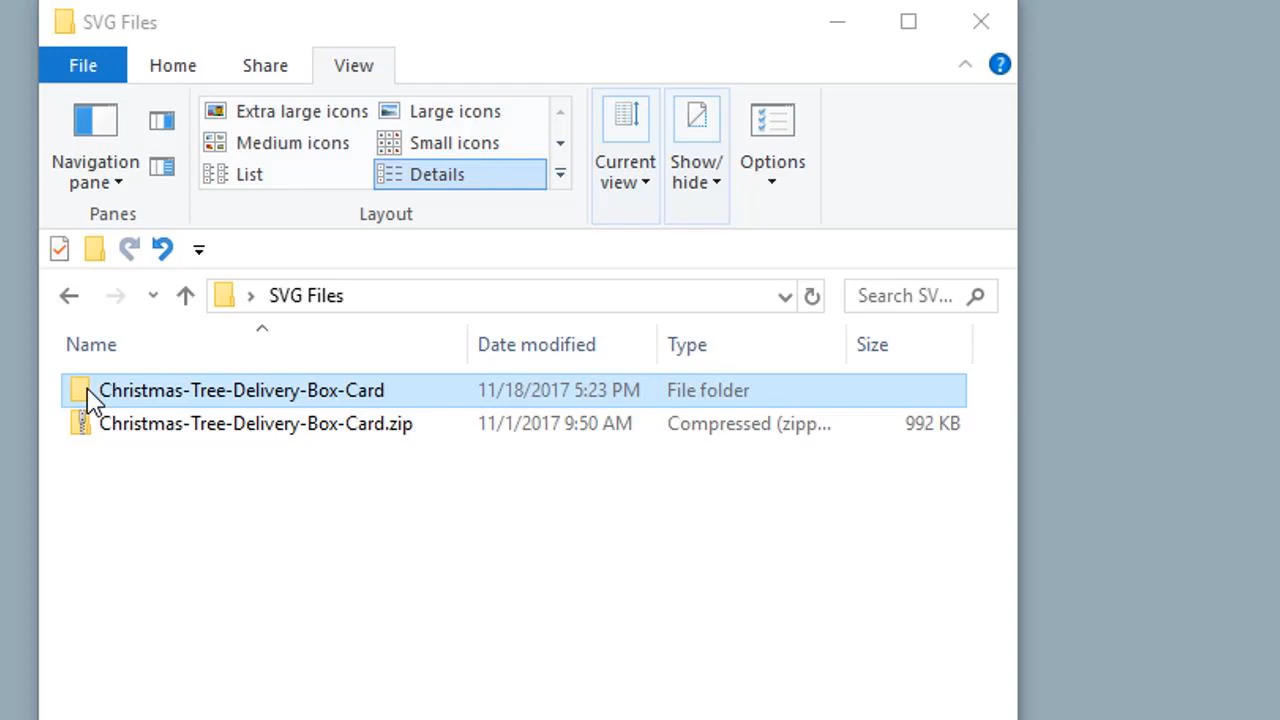 SVG Files
File Home Share View
?
Extra large icons Large icons
Medium icons Small icons
List Details
Navigation pane
Current view
Show/ hide
Options
Panes Layout
SVG Files
Search SV...
Name Date modified Type Size
Christmas-Tree-Delivery-Box-Card 11/18/2017 5:23 PM File folder
Christmas-Tree-Delivery-Box-Card.zip 11/1/2017 9:50 AM Compressed (zipp... 992 KB